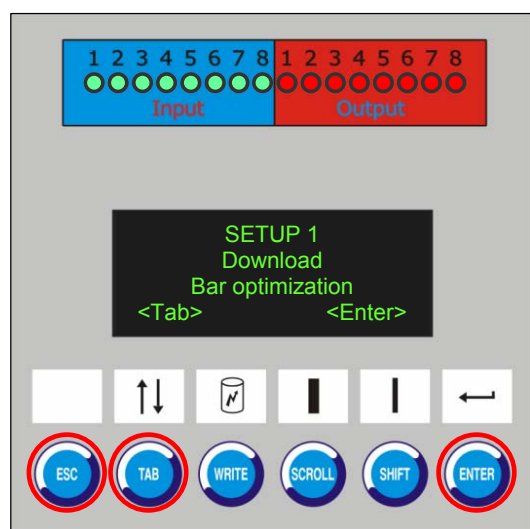 1 2 3 4 5 6 7 8 1 2 3 4 5 6 7 8
Input Output
SETUP 1
Download
Bar optimization
<Tab> <Enter>
ESC TAB WRITE SCROLL SHIFT ENTER